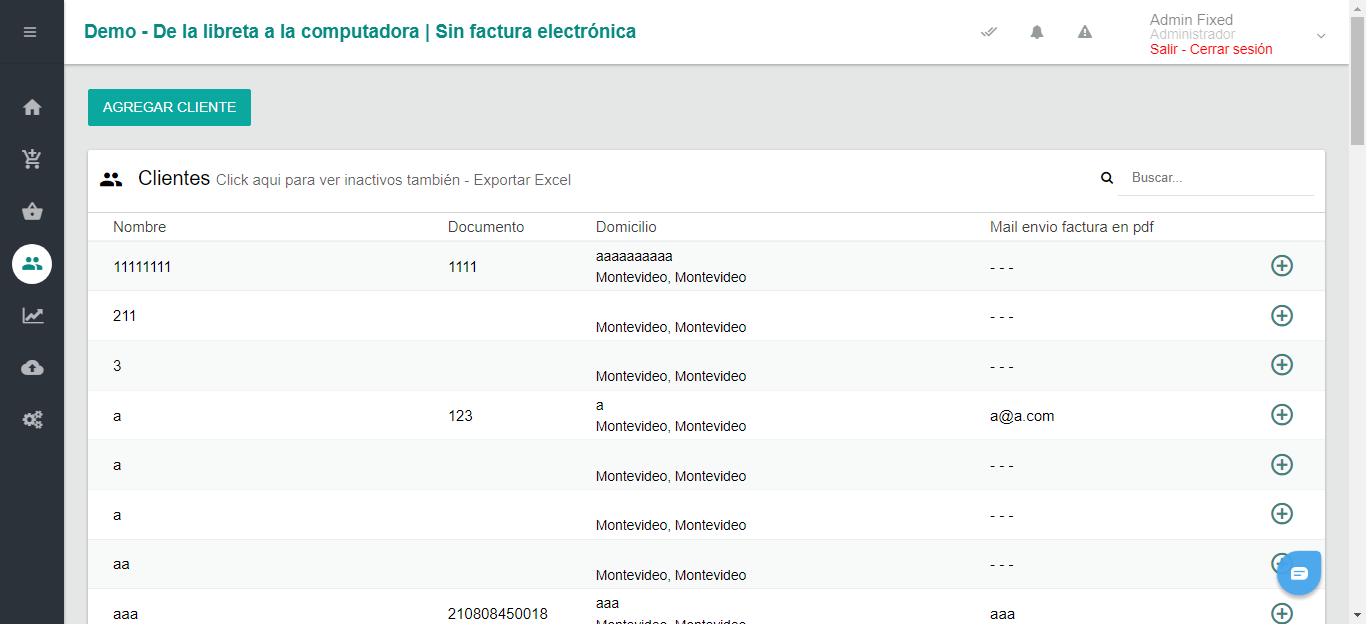 Demo - De la libreta a la computadora | Sin factura electrónica
Admin Fixed
Administrador
Salir - Cerrar sesión
AGREGAR CLIENTE
Clientes Click aqui para ver inactivos también - Exportar Excel
Buscar...
Nombre Documento Domicilio Mail envio factura en pdf
11111111 1111 aaaaaaaaaa
Montevideo, Montevideo - - -
211 Montevideo, Montevideo - - -
3 Montevideo, Montevideo - - -
a 123 a
Montevideo, Montevideo a@a.com
a Montevideo, Montevideo - - -
a Montevideo, Montevideo - - -
aa Montevideo, Montevideo - - -
aaa 210808450018 aaa
Montevideo, Montevideo aaa